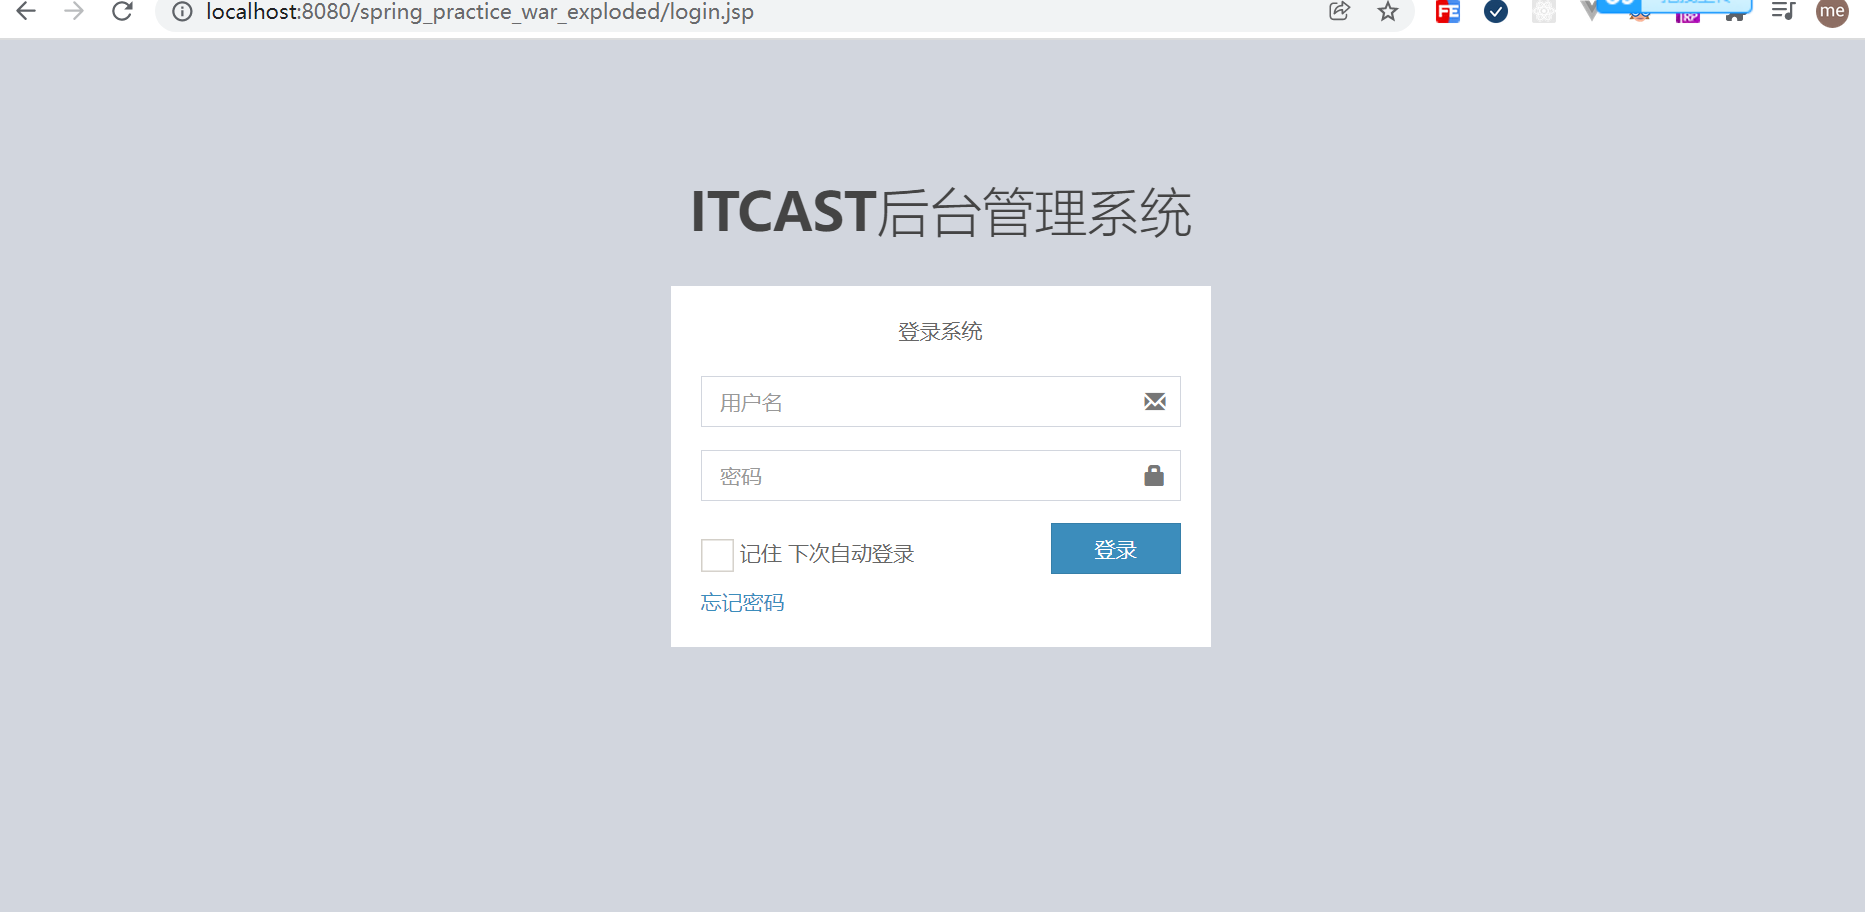 localhost:8080/spring_practice_war_exploded/login.jsp
FE
RP
me
ITCAST后台管理系统
登录系统
用户名
密码
记住 下次自动登录
登录
忘记密码